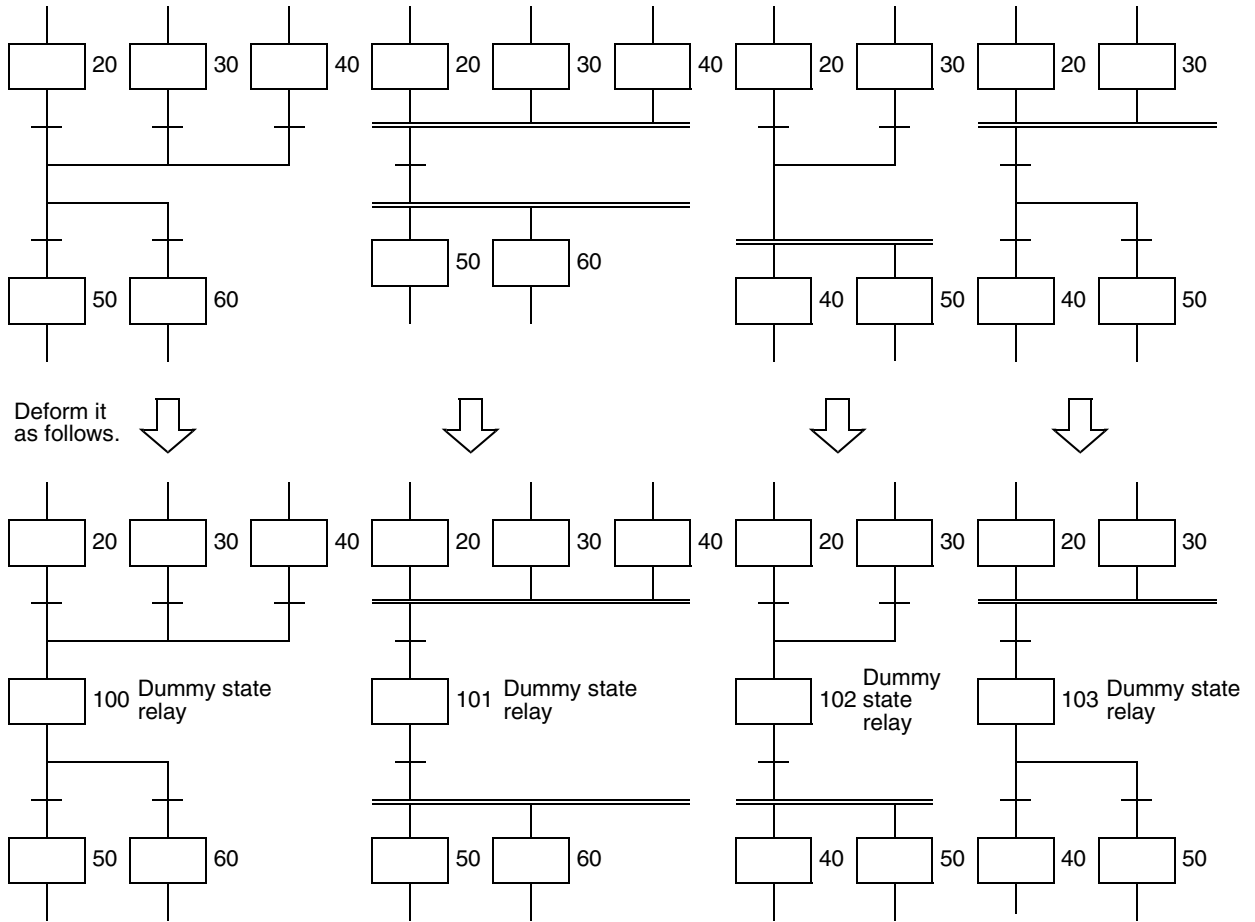 20 30 40 20 30 40 20 30 20 30
50 60
50 60 40 50 40 50
Deform it
as follows.
20 30 40 20 30 40 20 30 20 30
100 Dummy state
relay
101 Dummy state
relay
102 Dummy
state
relay
103 Dummy state
relay
50 60 50 60 40 50 40 50